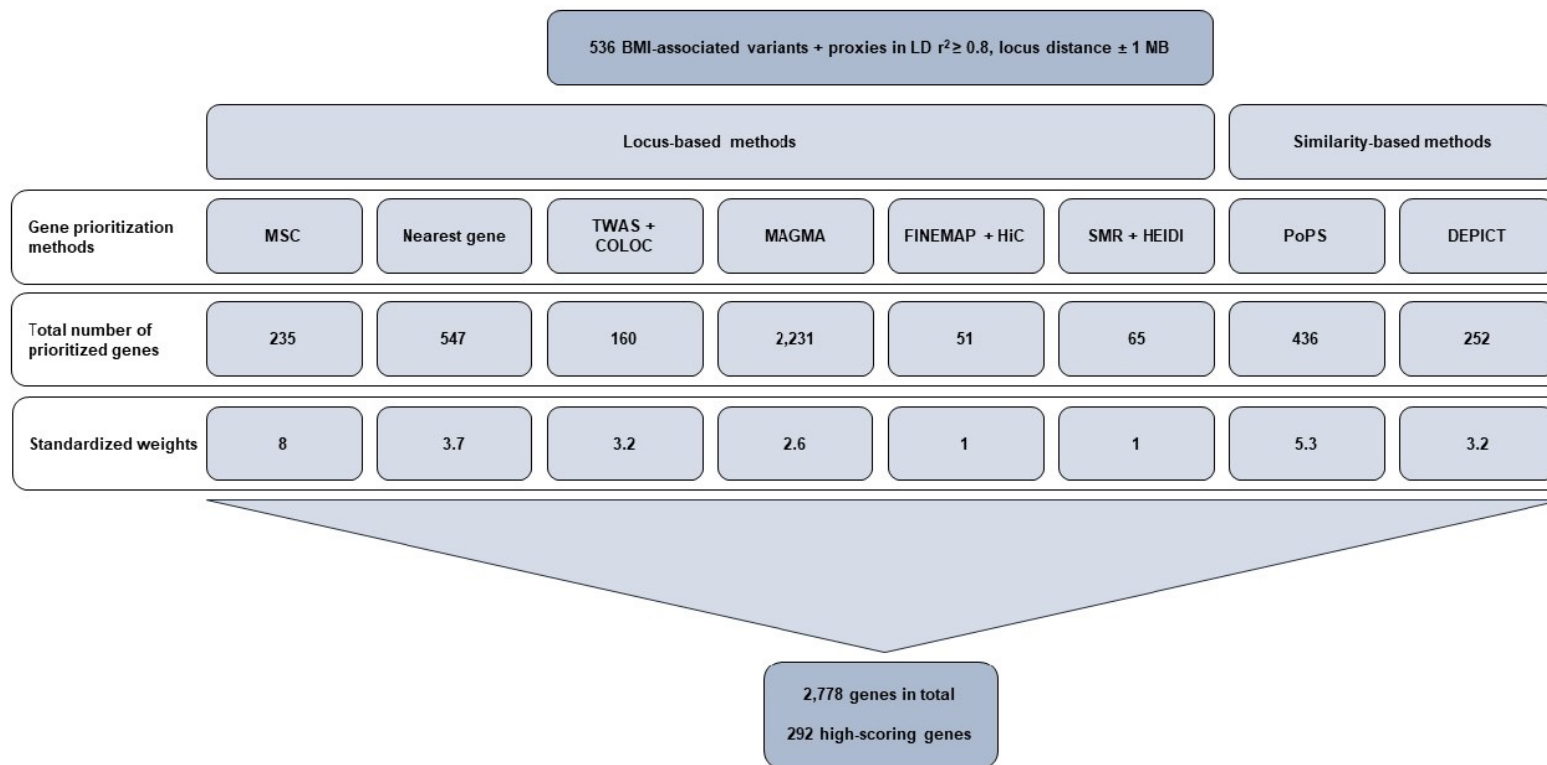 536 BMI-associated variants + proxies in LD r² ≥ 0.8, locus distance ± 1 MB
Locus-based methods
Similarity-based methods
Gene prioritization
methods
MSC
Nearest gene
TWAS +
COLOC
MAGMA
FINEMAP + HiC
SMR + HEIDI
PoPS
DEPICT
Total number of
prioritized genes
235
547
160
2,231
51
65
436
252
Standardized weights
8
3.7
3.2
2.6
1
1
5.3
3.2
2,778 genes in total
292 high-scoring genes